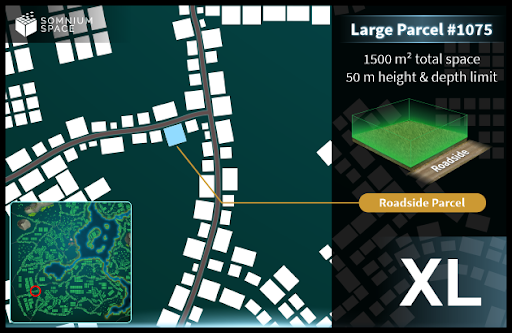 SOMNIUM
SPACE
Large Parcel #1075
1500 m² total space
50 m height & depth limit
Roadside
Roadside Parcel
XL